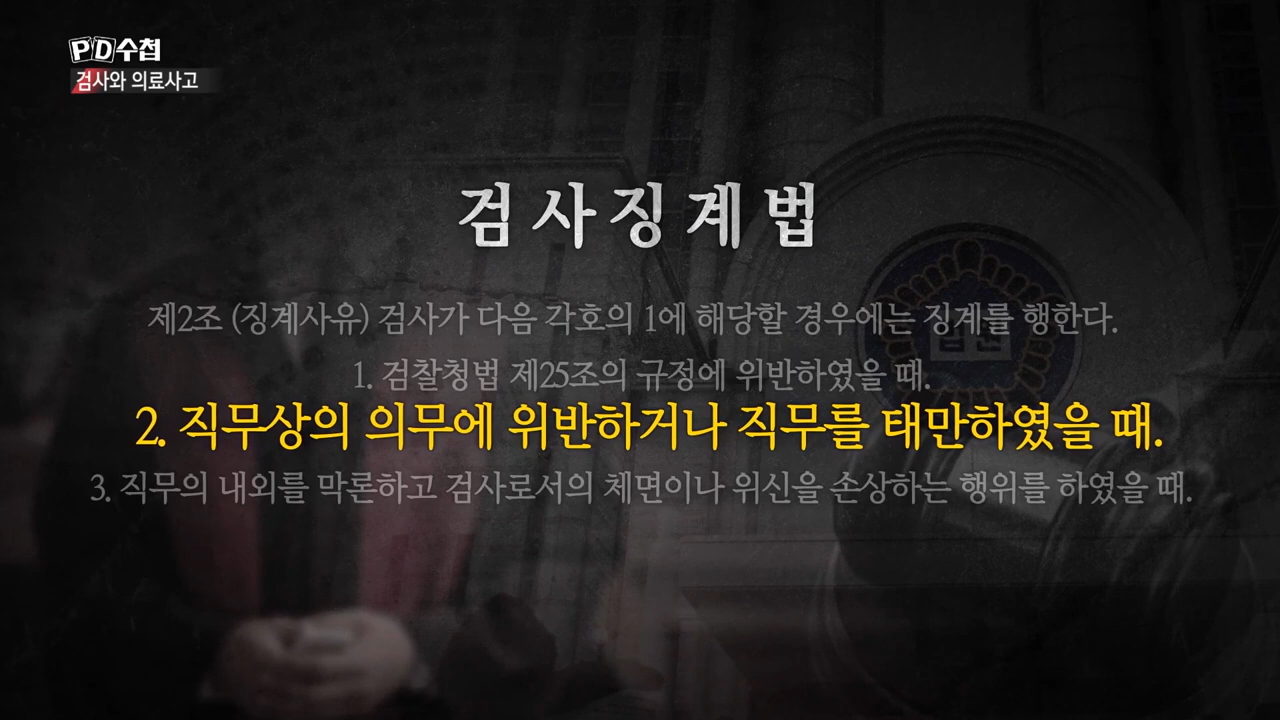 PD수첩
검사와 의료사고
검사징계법
제2조 (징계사유) 검사가 다음 각호의 1에 해당할 경우에는 징계를 행한다.
1. 검찰청법 제25조의 규정에 위반하였을 때.
2. 직무상의 의무에 위반하거나 직무를 태만하였을 때.
3. 직무의 내외를 막론하고 검사로서의 체면이나 위신을 손상하는 행위를 하였을 때.
법원